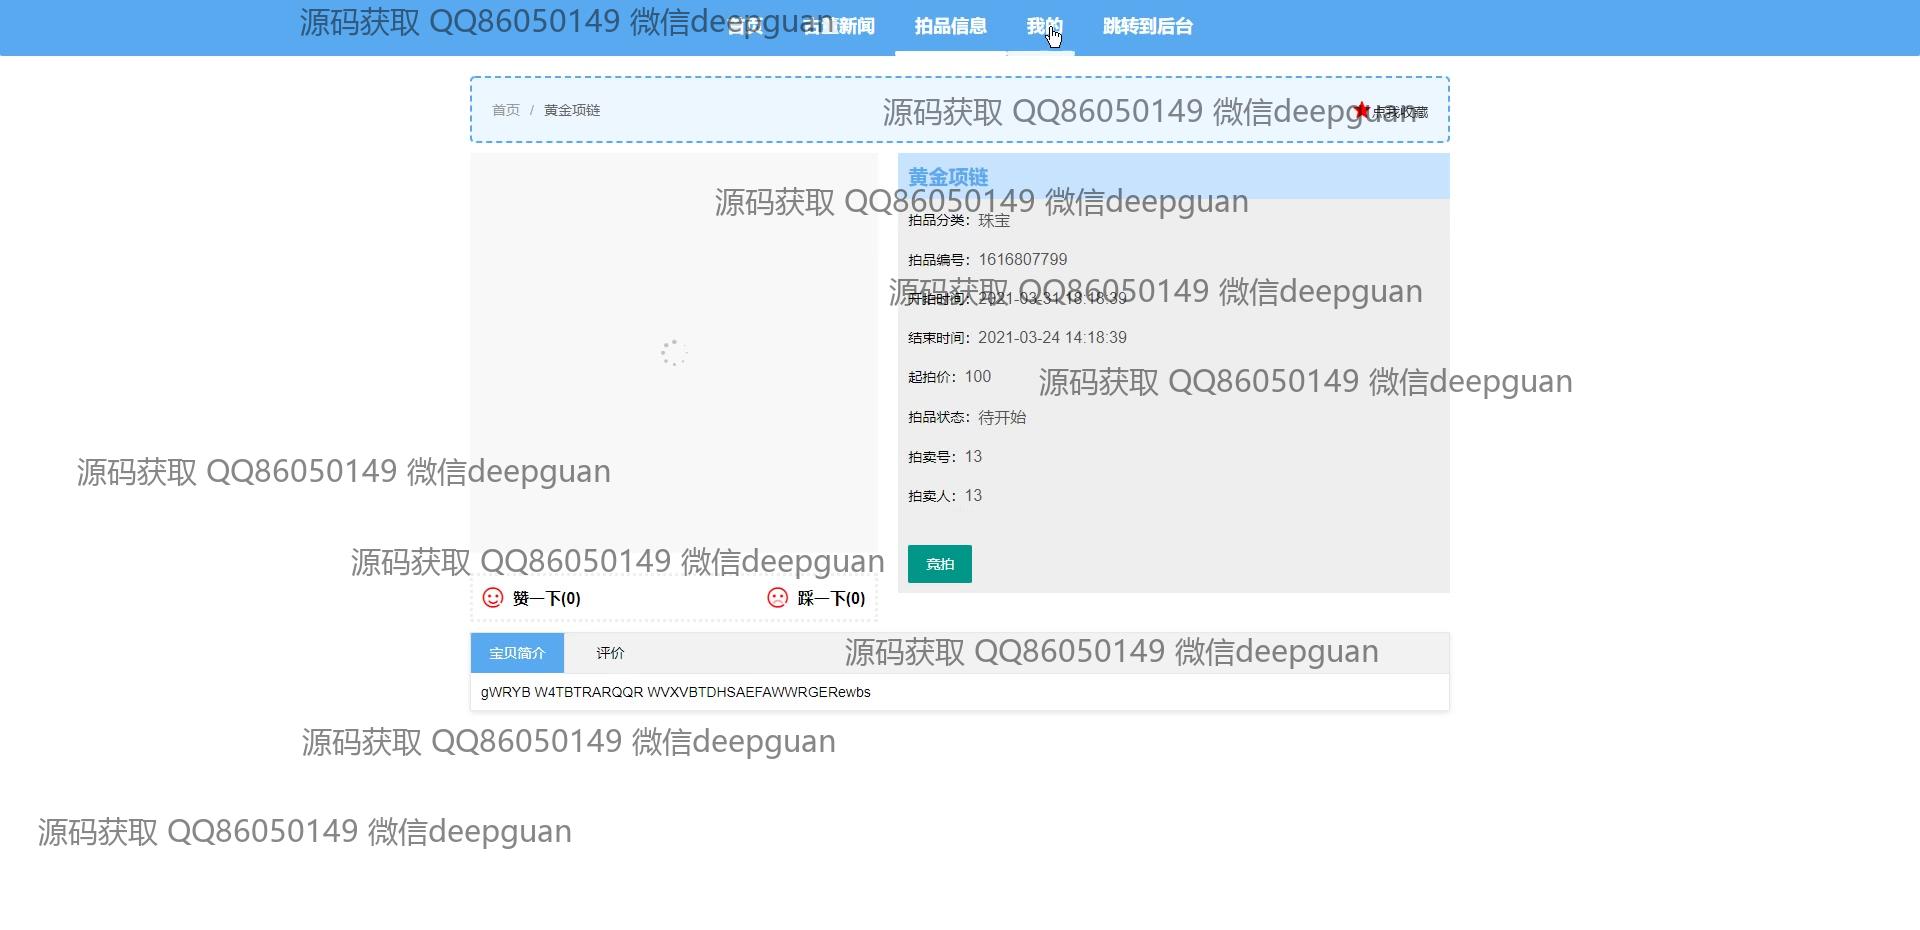 首页 古董新闻 拍品信息 我的 跳转到后台
源码获取 QQ86050149 微信deepguan
首页 / 黄金项链
点我收藏
源码获取 QQ86050149 微信deepguan
黄金项链
源码获取 QQ86050149 微信deepguan
拍品分类：珠宝
拍品编号：1616807799
开拍时间：2021-03-31 18:18:39
源码获取 QQ86050149 微信deepguan
结束时间：2021-03-24 14:18:39
起拍价：100
源码获取 QQ86050149 微信deepguan
拍品状态：待开始
拍卖号：13
源码获取 QQ86050149 微信deepguan
拍卖人：13
竞拍
源码获取 QQ86050149 微信deepguan
赞一下(0)
踩一下(0)
宝贝简介 评价
源码获取 QQ86050149 微信deepguan
gWRYB W4TBTRARQQR WVXVBTDHSAEFAWWRGERewbs
源码获取 QQ86050149 微信deepguan
源码获取 QQ86050149 微信deepguan